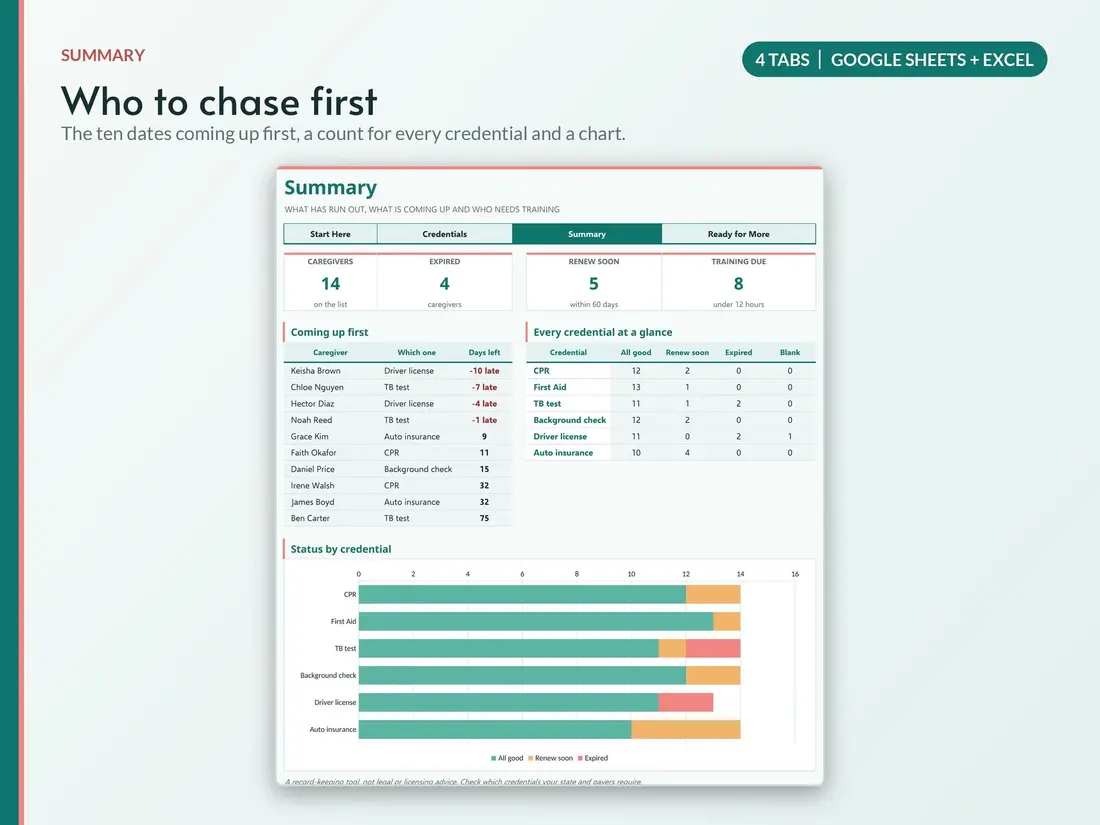 SUMMARY
4 TABS | GOOGLE SHEETS + EXCEL
Who to chase first
The ten dates coming up first, a count for every credential and a chart.
Summary
WHAT HAS RUN OUT, WHAT IS COMING UP AND WHO NEEDS TRAINING
Start Here Credentials Summary Ready for More
CAREGIVERS EXPIRED RENEW SOON TRAINING DUE
14 4 5 8
on the list caregivers within 60 days under 12 hours
Coming up first
Caregiver Which one Days left
Keisha Brown Driver license -10 late
Chloe Nguyen TB test -7 late
Hector Diaz Driver license -4 late
Noah Reed TB test -1 late
Grace Kim Auto insurance 9
Faith Okafor CPR 11
Daniel Price Background check 15
Irene Walsh CPR 32
James Boyd Auto insurance 32
Ben Carter TB test 75
Every credential at a glance
Credential All good Renew soon Expired Blank
CPR 12 2 0 0
First Aid 13 1 0 0
TB test 11 1 2 0
Background check 12 2 0 0
Driver license 11 0 2 1
Auto insurance 10 4 0 0
Status by credential
0 2 4 6 8 10 12 14 16
CPR
First Aid
TB test
Background check
Driver license
Auto insurance
All good Renew soon Expired
A record-keeping tool, not legal or licensing advice. Check which credentials your state and payers require.